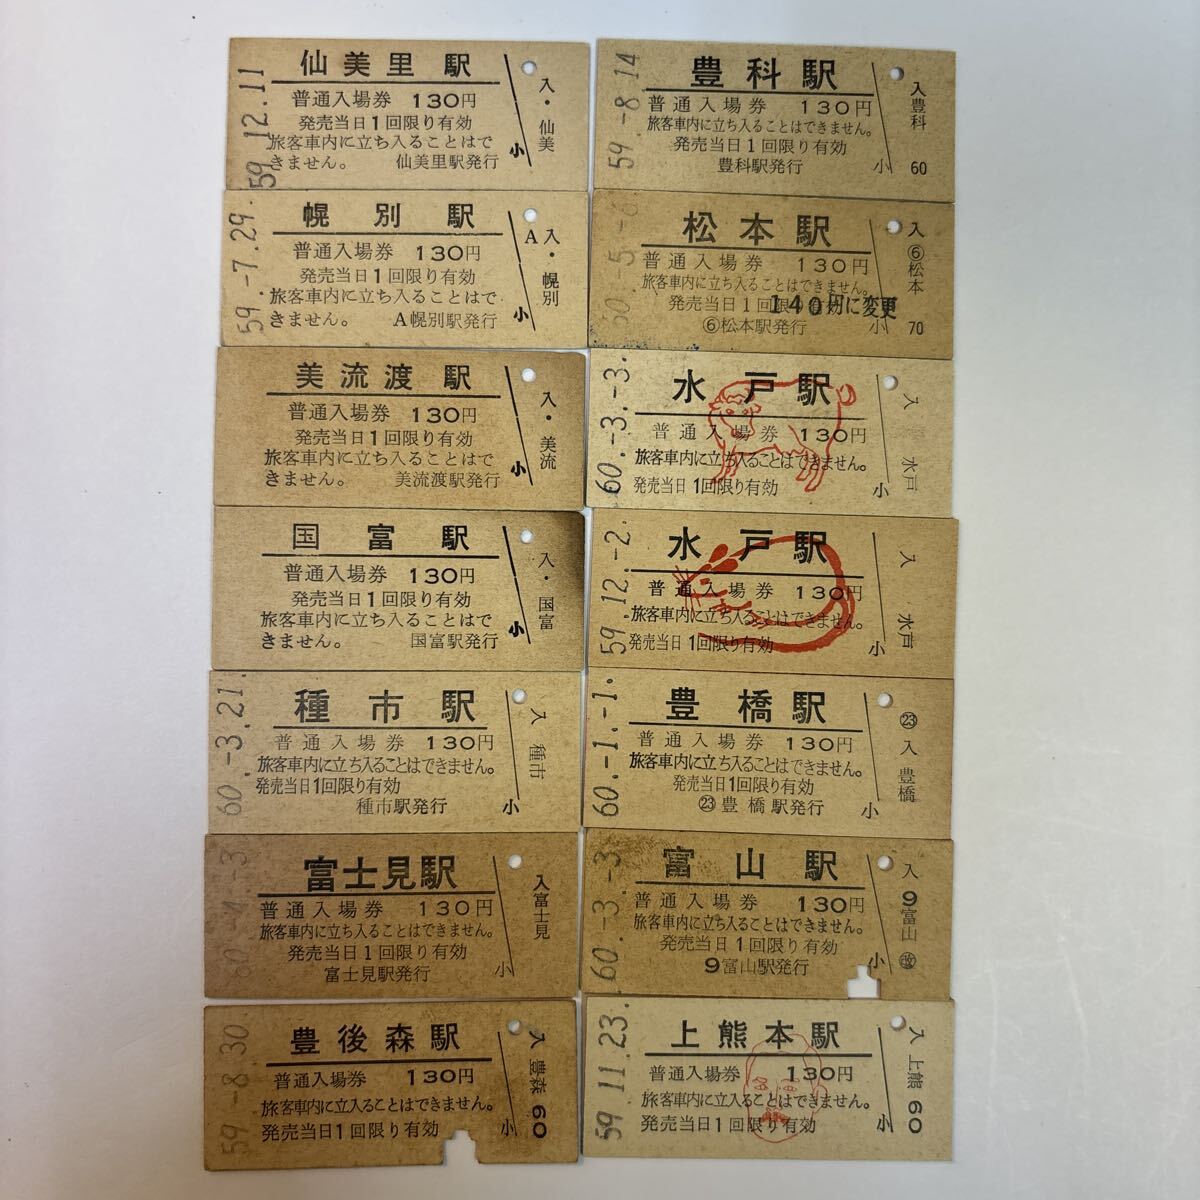 仙美里駅
普通入場券 130円
発売当日1回限り有効
旅客車内に立ち入ることはで
きません。 仙美里駅発行
小
入・仙美
59.12.11
幌別駅
普通入場券 130円
発売当日1回限り有効
旅客車内に立ち入ることはで
きません。 A幌別駅発行
小
A
入・幌別
59.-7.29.
美流渡駅
普通入場券 130円
発売当日1回限り有効
旅客車内に立ち入ることはで
きません。 美流渡駅発行
小
入・美流
国富駅
普通入場券 130円
発売当日1回限り有効
旅客車内に立ち入ることはで
きません。 国富駅発行
小
入・国富
種市駅
普通入場券 130円
旅客車内に立ち入ることはできません。
発売当日1回限り有効
種市駅発行
小
入 種市
60.-3.21.
富士見駅
普通入場券 130円
旅客車内に立ち入ることはできません。
発売当日1回限り有効
富士見駅発行
小
入富士見
60.-4.-3
豊後森駅
普通入場券 130円
旅客車内に立入ることはできません。
発売当日1回限り有効
小
入 豊森 60
59.-8.30.
豊科駅
普通入場券 130円
旅客車内に立ち入ることはできません。
発売当日1回限り有効
豊科駅発行
小
入豊科
60
59.-8.14
松本駅
普通入場券 130円
旅客車内に立ち入ることはできません。
発売当日1回限り有効
140円に変更
⑥松本駅発行
小
入 ⑥松本
70
水戸駅
普通入場券 130円
旅客車内に立ち入ることはできません。
発売当日1回限り有効
小
入 水戸
60.-3.-3.
水戸駅
普通入場券 130円
旅客車内に立ち入ることはできません。
発売当日1回限り有効
小
入 水戸
59.12.-2.
豊橋駅
普通入場券 130円
旅客車内に立ち入ることはできません。
発売当日1回限り有効
㉓豊橋駅発行
小
㉓入豊橋
60.-1.-1.
富山駅
普通入場券 130円
旅客車内に立ち入ることはできません。
発売当日1回限り有効
9富山駅発行
小
入 9富山 改
60.-3.-3
上熊本駅
普通入場券 130円
旅客車内に立ち入ることはできません。
発売当日1回限り有効
小
入 上熊 60
59.11.23.